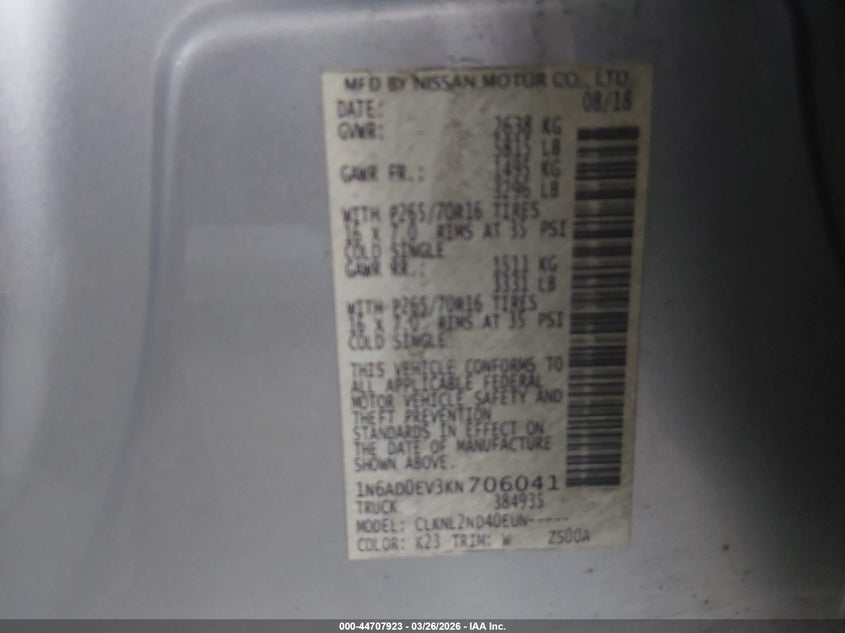 MFD BY NISSAN MOTOR CO., LTD
DATE: 08/18
GVWR: 2638 KG
5815 LB
GAWR FR.: 1495 KG
3296 LB
WITH P265/70R16 TIRES
16 X 7.0 RIMS AT 35 PSI
COLD SINGLE
GAWR RR.: 1511 KG
3331 LB
WITH P265/70R16 TIRES
16 X 7.0 RIMS AT 35 PSI
COLD SINGLE
THIS VEHICLE CONFORMS TO
ALL APPLICABLE FEDERAL
MOTOR VEHICLE SAFETY AND
THEFT PREVENTION
STANDARDS IN EFFECT ON
THE DATE OF MANUFACTURE
SHOWN ABOVE.
1N6AD0EV3KN706041
TRUCK 38493S
MODEL: CLKNL2ND40EUN-----
COLOR: K23 TRIM: W ZS00A
000-44707923 | 03/26/2026 - IAA Inc.